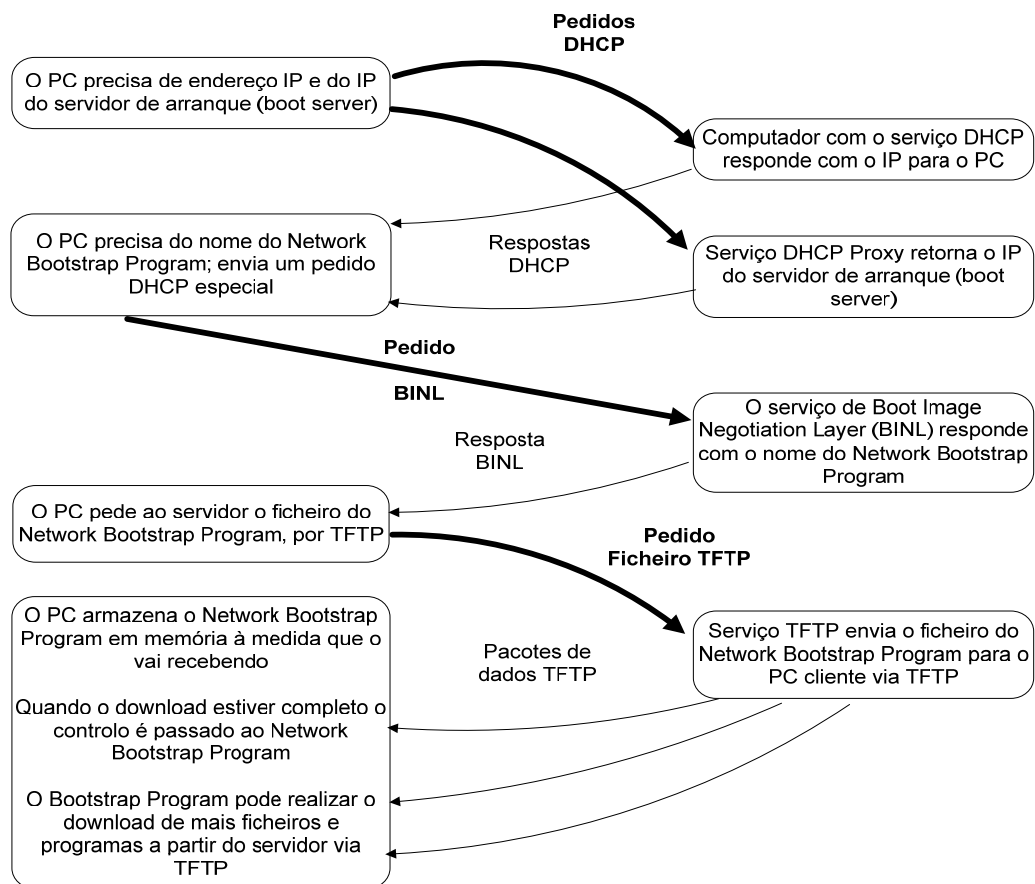 Pedidos
DHCP
O PC precisa de endereço IP e do IP
do servidor de arranque (boot server)
Computador com o serviço DHCP
responde com o IP para o PC
O PC precisa do nome do Network
Bootstrap Program; envia um pedido
DHCP especial
Respostas
DHCP
Serviço DHCP Proxy retorna o IP
do servidor de arranque (boot
server)
Pedido
BINL
O serviço de Boot Image
Negotiation Layer (BINL) responde
com o nome do Network Bootstrap
Program
Resposta
BINL
O PC pede ao servidor o ficheiro do
Network Bootstrap Program, por TFTP
Pedido
Ficheiro TFTP
O PC armazena o Network Bootstrap
Program em memória à medida que o
vai recebendo
Quando o download estiver completo o
controlo é passado ao Network
Bootstrap Program
O Bootstrap Program pode realizar o
download de mais ficheiros e
programas a partir do servidor via
TFTP
Pacotes de
dados TFTP
Serviço TFTP envia o ficheiro do
Network Bootstrap Program para o
PC cliente via TFTP